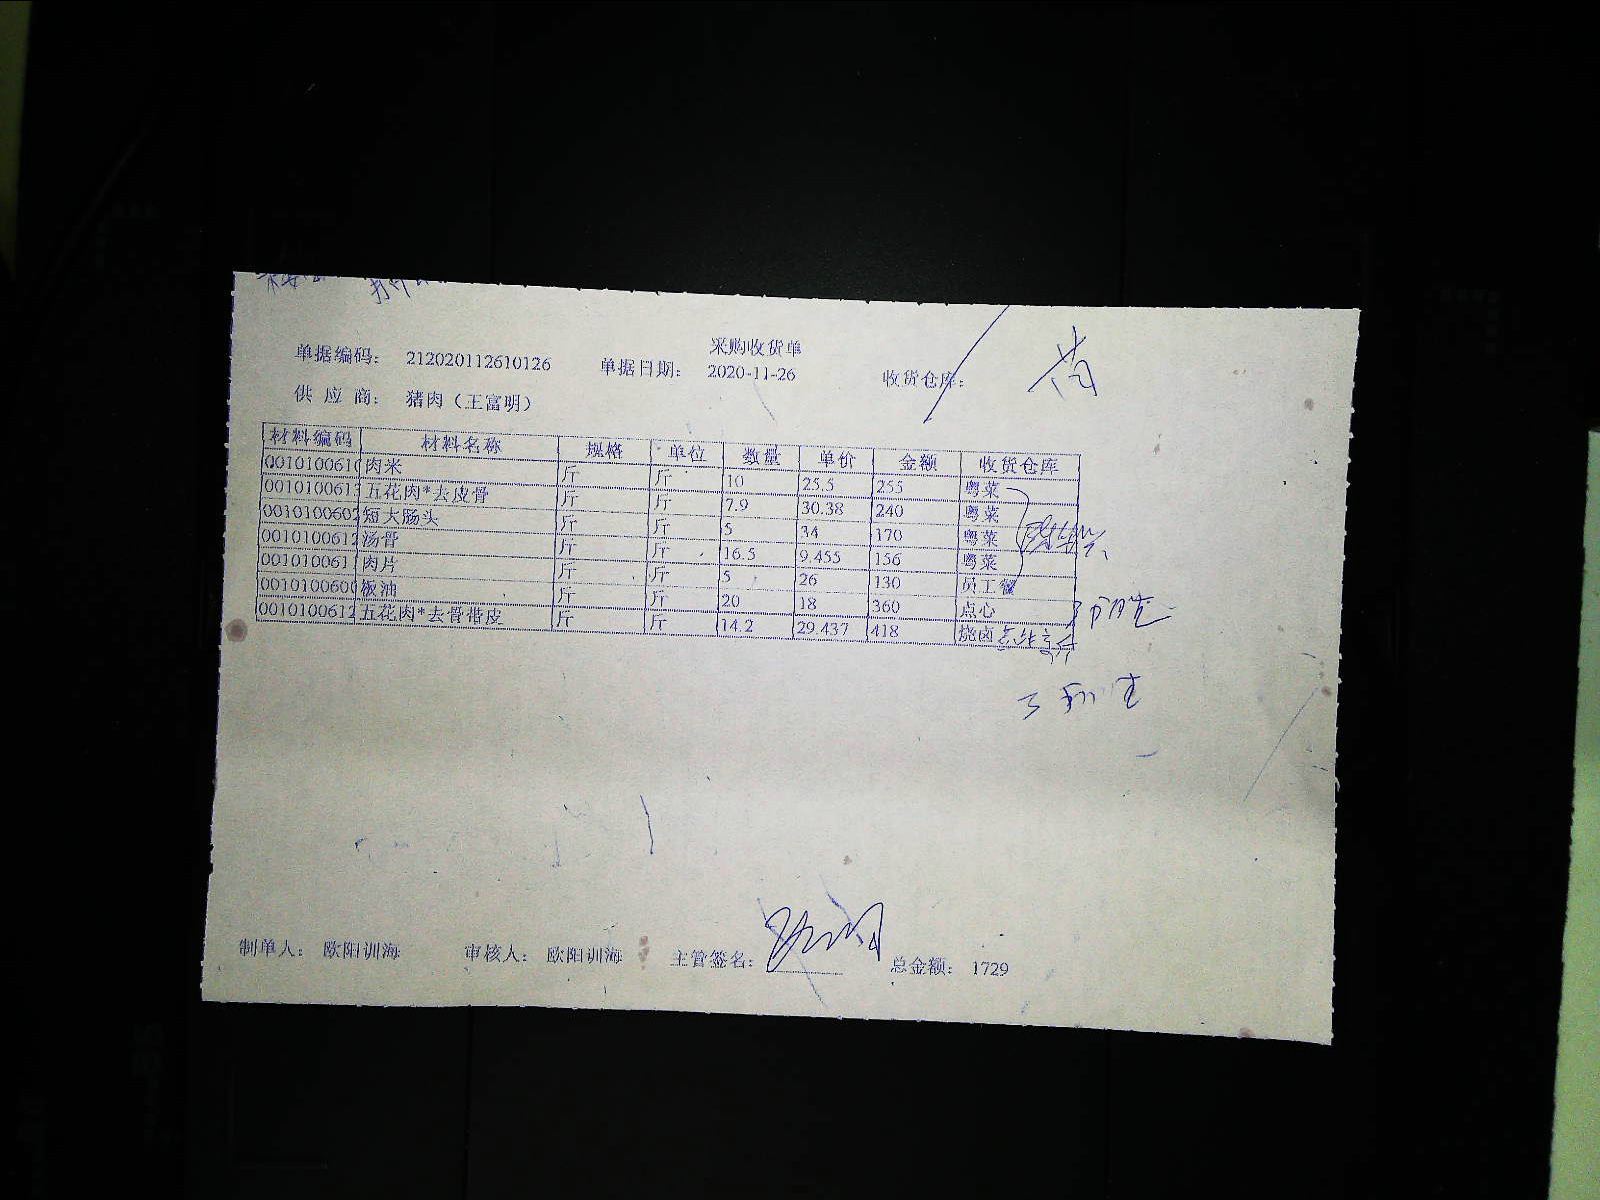 采购收货单
单据编码： 212020112610126 单据日期： 2020-11-26 收货仓库：
供 应 商： 猪肉（王富明）
材料编码 材料名称 规格 单位 数量 单价 金额 收货仓库
0010100610 肉米 斤 斤 10 25.5 255 粤菜
0010100613 五花肉*去皮骨 斤 斤 7.9 30.38 240 粤菜
0010100602 短大肠头 斤 斤 5 34 170 粤菜
0010100612 汤骨 斤 斤 16.5 9.455 156 粤菜
001010061 肉片 斤 斤 5 26 130 员工餐
0010100600 板油 斤 斤 20 18 360 点心
0010100612 五花肉*去骨带皮 斤 斤 14.2 29.437 418 烧卤
制单人： 欧阳训海 审核人： 欧阳训海 主管签名： 总金额： 1729